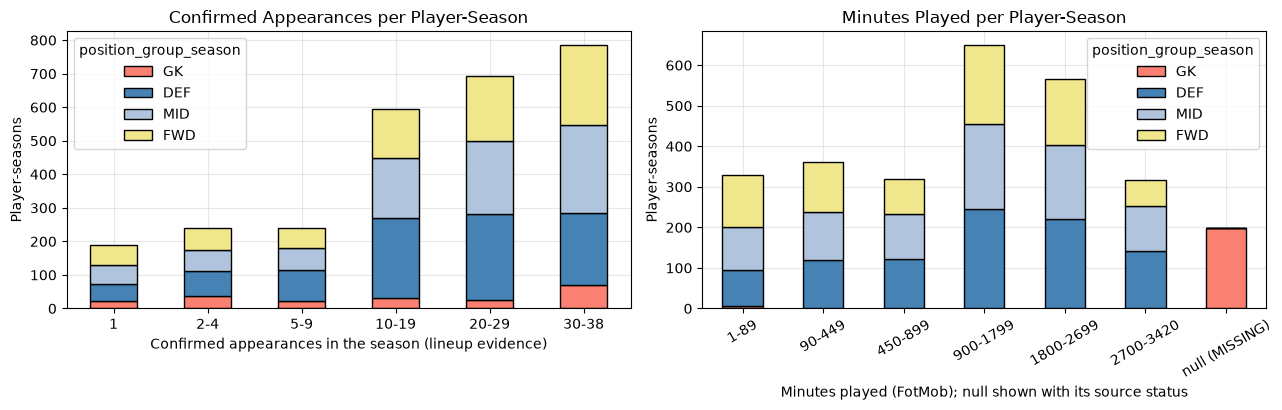 Confirmed Appearances per Player-Season
Player-seasons
800
700
600
500
400
300
200
100
0
position_group_season
GK
DEF
MID
FWD
1
2-4
5-9
10-19
20-29
30-38
Confirmed appearances in the season (lineup evidence)
Minutes Played per Player-Season
Player-seasons
600
500
400
300
200
100
0
position_group_season
GK
DEF
MID
FWD
1-89
90-449
450-899
900-1799
1800-2699
2700-3420
null (MISSING)
Minutes played (FotMob); null shown with its source status